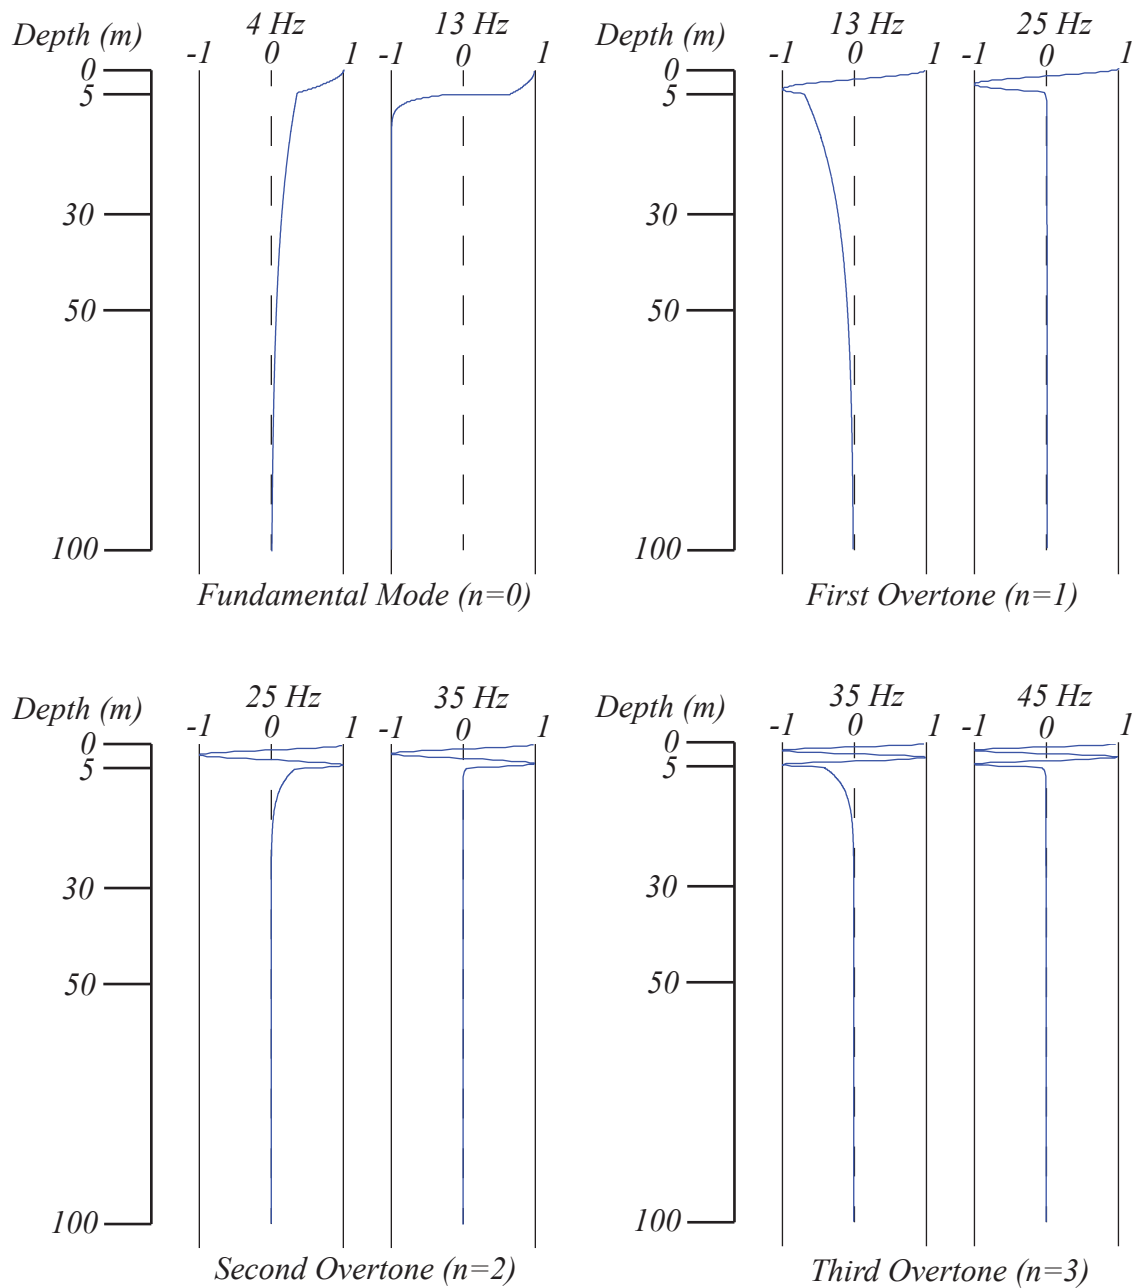 4 Hz 13 Hz
Depth (m) -1 0 1 -1 0 1
0
5
30
50
100
Fundamental Mode (n=0)
13 Hz 25 Hz
Depth (m) -1 0 1 -1 0 1
0
5
30
50
100
First Overtone (n=1)
25 Hz 35 Hz
Depth (m) -1 0 1 -1 0 1
0
5
30
50
100
Second Overtone (n=2)
35 Hz 45 Hz
Depth (m) -1 0 1 -1 0 1
0
5
30
50
100
Third Overtone (n=3)